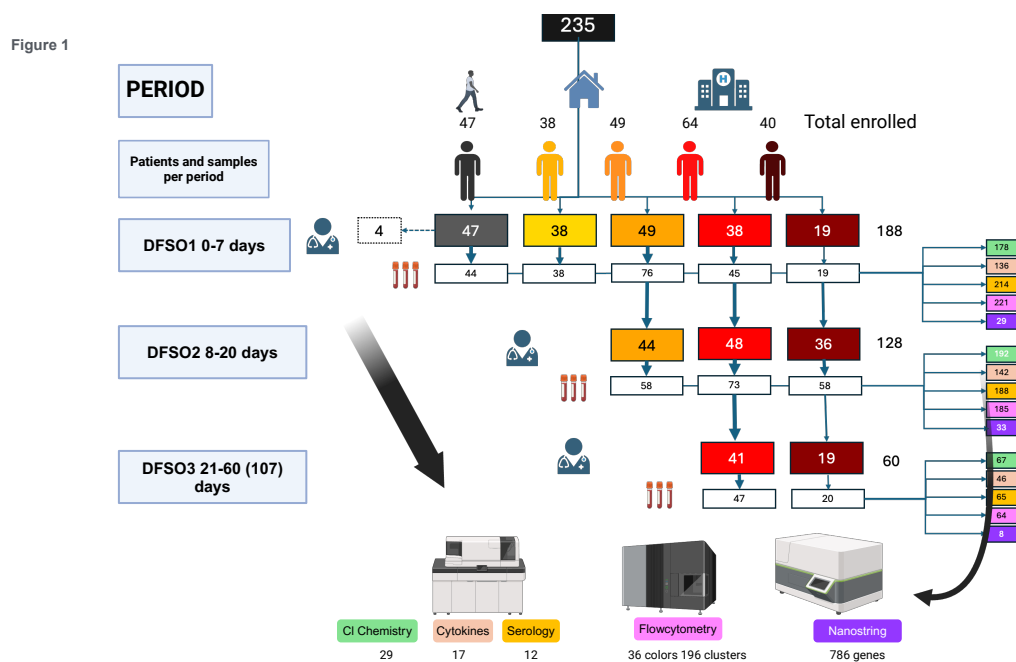 235
Figure 1
PERIOD
H
47 38 49 64 40 Total enrolled
Patients and samples
per period
DFSO1 0-7 days
4 47 38 49 38 19 188
44 38 76 45 19
178
136
214
221
29
DFSO2 8-20 days
44 48 36 128
58 73 58
192
142
188
185
33
DFSO3 21-60 (107)
days
41 19 60
47 20
67
46
65
64
8
CI Chemistry Cytokines Serology Flowcytometry Nanostring
29 17 12 36 colors 196 clusters 786 genes